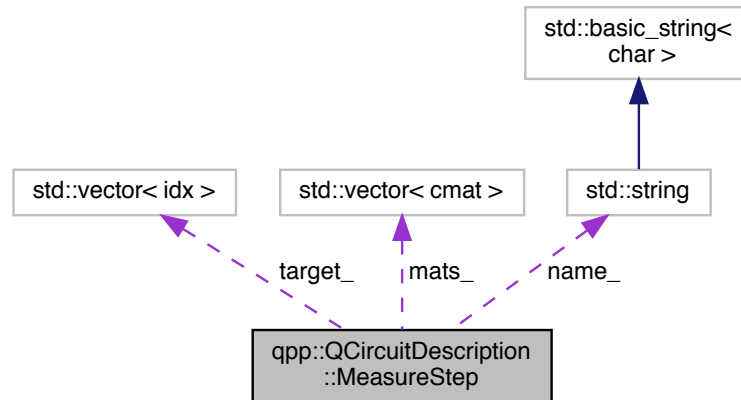 std::basic_string<
char >
std::vector< idx >
std::vector< cmat >
std::string
target_
mats_
name_
qpp::QCircuitDescription
::MeasureStep